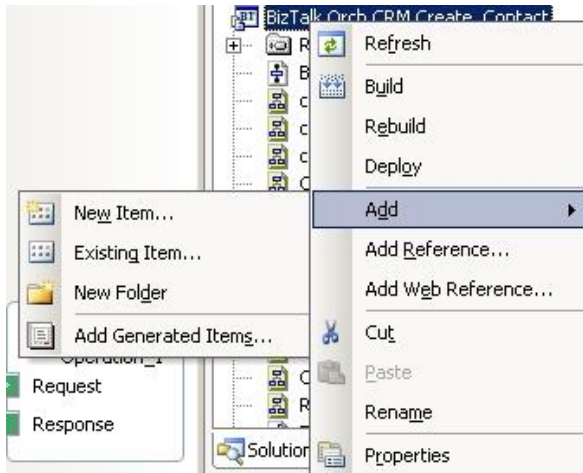 BizTalk Orch CRM Create Contact
Refresh
Build
Rebuild
Deploy
Add
Add Reference...
Add Web Reference...
Cut
Paste
Rename
Properties
New Item...
Existing Item...
New Folder
Add Generated Items...
Operation_1
Request
Response
Solution